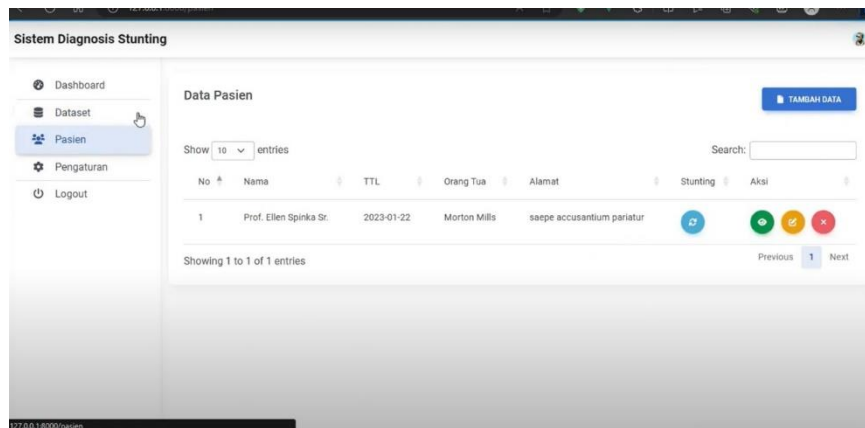 Sistem Diagnosis Stunting
Dashboard
Dataset
Pasien
Pengaturan
Logout
Data Pasien
TAMBAH DATA
Show 10 entries
Search:
No Nama TTL Orang Tua Alamat Stunting Aksi
1 Prof. Ellen Spinka Sr. 2023-01-22 Morton Mills saepe accusantium pariatur
Showing 1 to 1 of 1 entries
Previous 1 Next
127.0.0.1:8000/pasien